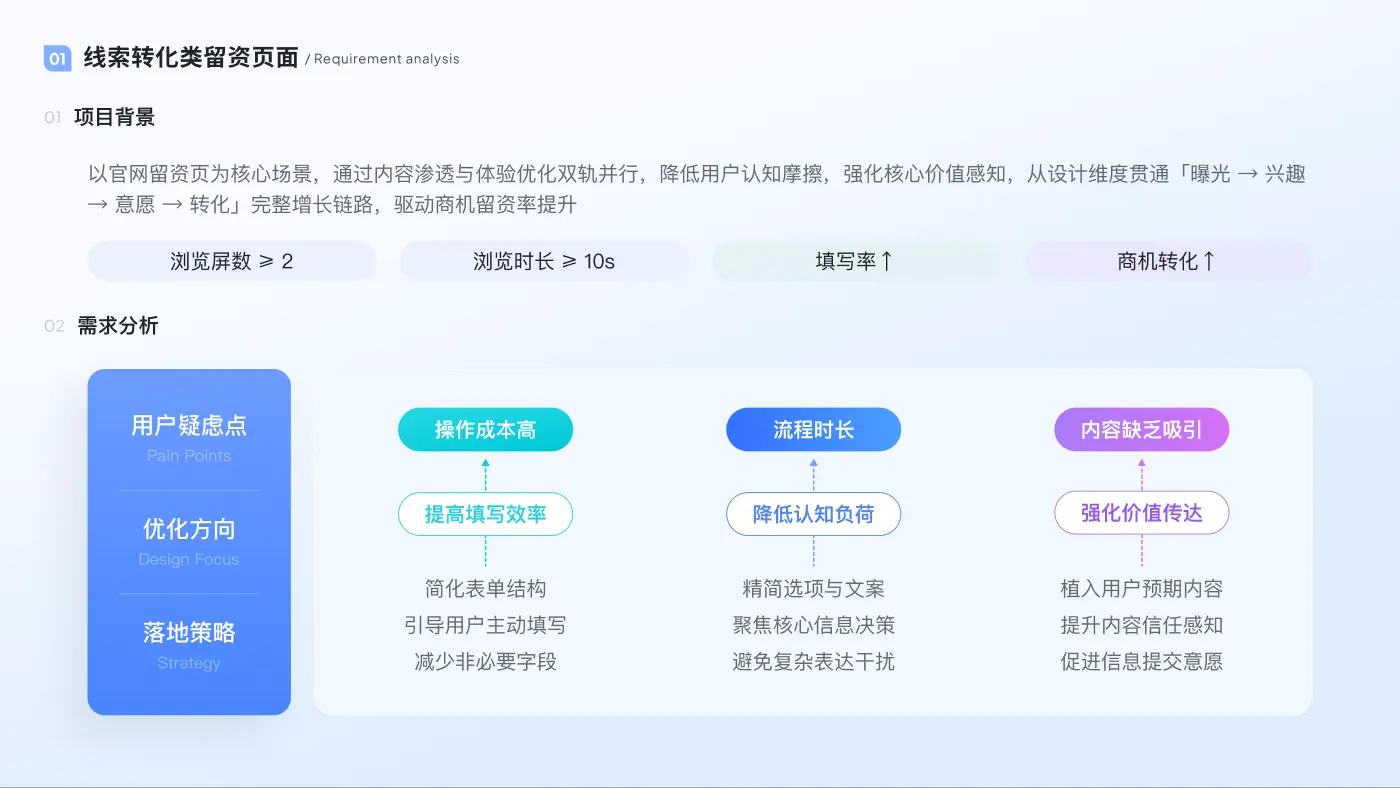 01 线索转化类留资页面 / Requirement analysis
01 项目背景
以官网留资页为核心场景，通过内容渗透与体验优化双轨并行，降低用户认知摩擦，强化核心价值感知，从设计维度贯通「曝光 → 兴趣
→ 意愿 → 转化」完整增长链路，驱动商机留资率提升
浏览屏数 ⩾ 2 浏览时长 ⩾ 10s 填写率↑ 商机转化↑
02 需求分析
用户疑虑点
Pain Points
操作成本高 流程时长 内容缺乏吸引
优化方向
Design Focus
提高填写效率 降低认知负荷 强化价值传达
落地策略
Strategy
简化表单结构 精简选项与文案 植入用户预期内容
引导用户主动填写 聚焦核心信息决策 提升内容信任感知
减少非必要字段 避免复杂表达干扰 促进信息提交意愿